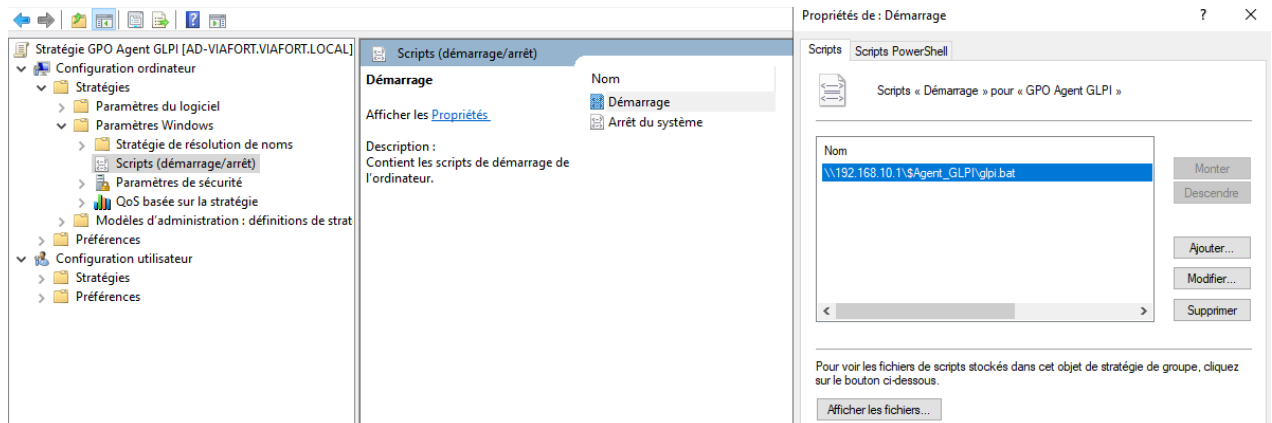 Stratégie GPO Agent GLPI [AD-VIAFORT.VIAFORT.LOCAL]
Configuration ordinateur
Stratégies
Paramètres du logiciel
Paramètres Windows
Stratégie de résolution de noms
Scripts (démarrage/arrêt)
Paramètres de sécurité
QoS basée sur la stratégie
Modèles d'administration : définitions de strat
Préférences
Configuration utilisateur
Stratégies
Préférences
Scripts (démarrage/arrêt)
Démarrage
Afficher les Propriétés
Description :
Contient les scripts de démarrage de
l'ordinateur.
Nom
Démarrage
Arrêt du système
Propriétés de : Démarrage
Scripts Scripts PowerShell
Scripts « Démarrage » pour « GPO Agent GLPI »
Nom
\\192.168.10.1\$Agent_GLPI\glpi.bat
Monter
Descendre
Ajouter...
Modifier...
Supprimer
Pour voir les fichiers de scripts stockés dans cet objet de stratégie de groupe, cliquez
sur le bouton ci-dessous.
Afficher les fichiers...